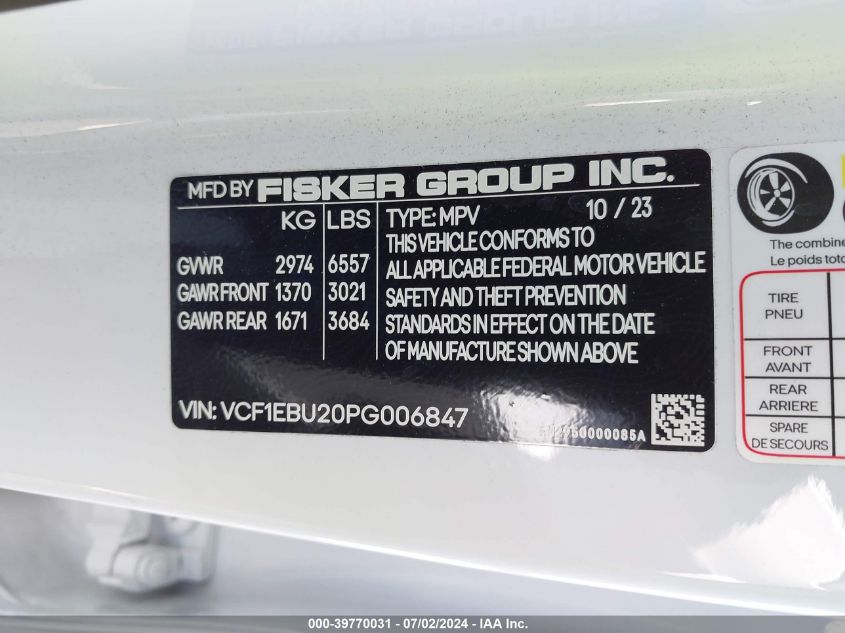 MFD BY FISKER GROUP INC.
KG LBS TYPE: MPV 10 / 23
THIS VEHICLE CONFORMS TO
GVWR 2974 6557 ALL APPLICABLE FEDERAL MOTOR VEHICLE
GAWR FRONT 1370 3021 SAFETY AND THEFT PREVENTION
GAWR REAR 1671 3684 STANDARDS IN EFFECT ON THE DATE
OF MANUFACTURE SHOWN ABOVE
VIN: VCF1EBU20PG006847
The combine
Le poids tota
TIRE
PNEU
FRONT
AVANT
REAR
ARRIERE
SPARE
DE SECOURS
000-39770031 - 07/02/2024 - IAA Inc.